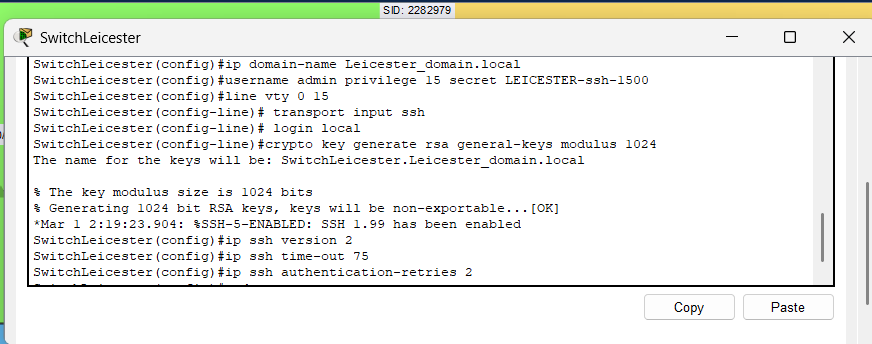 SID: 2282979
SwitchLeicester
SwitchLeicester(config)#ip domain-name Leicester_domain.local
SwitchLeicester(config)#username admin privilege 15 secret LEICESTER-ssh-1500
SwitchLeicester(config)#line vty 0 15
SwitchLeicester(config-line)# transport input ssh
SwitchLeicester(config-line)# login local
SwitchLeicester(config-line)#crypto key generate rsa general-keys modulus 1024
The name for the keys will be: SwitchLeicester.Leicester_domain.local
% The key modulus size is 1024 bits
% Generating 1024 bit RSA keys, keys will be non-exportable...[OK]
*Mar 1 2:19:23.904: %SSH-5-ENABLED: SSH 1.99 has been enabled
SwitchLeicester(config)#ip ssh version 2
SwitchLeicester(config)#ip ssh time-out 75
SwitchLeicester(config)#ip ssh authentication-retries 2
Copy
Paste